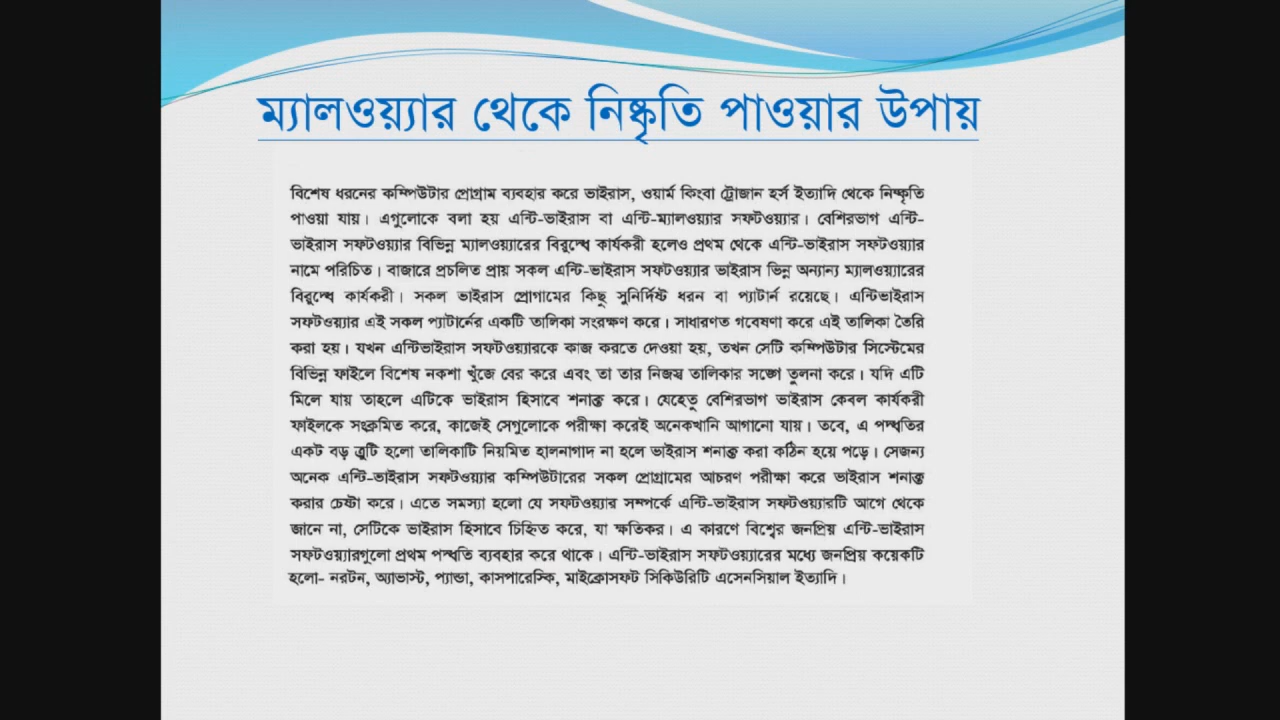 ম্যালওয়্যার থেকে নিষ্কৃতি পাওয়ার উপায়
বিশেষ ধরনের কম্পিউটার প্রোগ্রাম ব্যবহার করে ভাইরাস, ওয়ার্ম কিংবা ট্রোজান হর্স ইত্যাদি থেকে নিষ্কৃতি
পাওয়া যায়। এগুলোকে বলা হয় এন্টি-ভাইরাস বা এন্টি-ম্যালওয়্যার সফটওয়্যার। বেশিরভাগ এন্টি-
ভাইরাস সফটওয়্যার বিভিন্ন ম্যালওয়্যারের বিরুদ্ধে কার্যকরী হলেও প্রথম থেকে এন্টি-ভাইরাস সফটওয়্যার
নামে পরিচিত। বাজারে প্রচলিত প্রায় সকল এন্টি-ভাইরাস সফটওয়্যার ভাইরাস ভিন্ন অন্যান্য ম্যালওয়্যারের
বিরুদ্ধে কার্যকরী। সকল ভাইরাস প্রোগামের কিছু সুনির্দিষ্ট ধরন বা প্যাটার্ন রয়েছে। এন্টিভাইরাস
সফটওয়্যার এই সকল প্যাটার্নের একটি তালিকা সংরক্ষণ করে। সাধারণত গবেষণা করে এই তালিকা তৈরি
করা হয়। যখন এন্টিভাইরাস সফটওয়্যারকে কাজ করতে দেওয়া হয়, তখন সেটি কম্পিউটার সিস্টেমের
বিভিন্ন ফাইলে বিশেষ নকশা খুঁজে বের করে এবং তা তার নিজস্ব তালিকার সঙ্গে তুলনা করে। যদি এটি
মিলে যায় তাহলে এটিকে ভাইরাস হিসাবে শনাক্ত করে। যেহেতু বেশিরভাগ ভাইরাস কেবল কার্যকরী
ফাইলকে সংক্রমিত করে, কাজেই সেগুলোকে পরীক্ষা করেই অনেকখানি আগানো যায়। তবে, এ পদ্ধতির
একট বড় ত্রুটি হলো তালিকাটি নিয়মিত হালনাগাদ না হলে ভাইরাস শনাক্ত করা কঠিন হয়ে পড়ে। সেজন্য
অনেক এন্টি-ভাইরাস সফটওয়্যার কম্পিউটারের সকল প্রোগ্রামের আচরণ পরীক্ষা করে ভাইরাস শনাক্ত
করার চেষ্টা করে। এতে সমস্যা হলো যে সফটওয়্যার সম্পর্কে এন্টি-ভাইরাস সফটওয়্যারটি আগে থেকে
জানে না, সেটিকে ভাইরাস হিসাবে চিহ্নিত করে, যা ক্ষতিকর। এ কারণে বিশ্বের জনপ্রিয় এন্টি-ভাইরাস
সফটওয়্যারগুলো প্রথম পদ্ধতি ব্যবহার করে থাকে। এন্টি-ভাইরাস সফটওয়্যারের মধ্যে জনপ্রিয় কয়েকটি
হলো- নরটন, অ্যাভাস্ট, প্যান্ডা, কাসপারেস্কি, মাইক্রোসফট সিকিউরিটি এসেনসিয়াল ইত্যাদি।